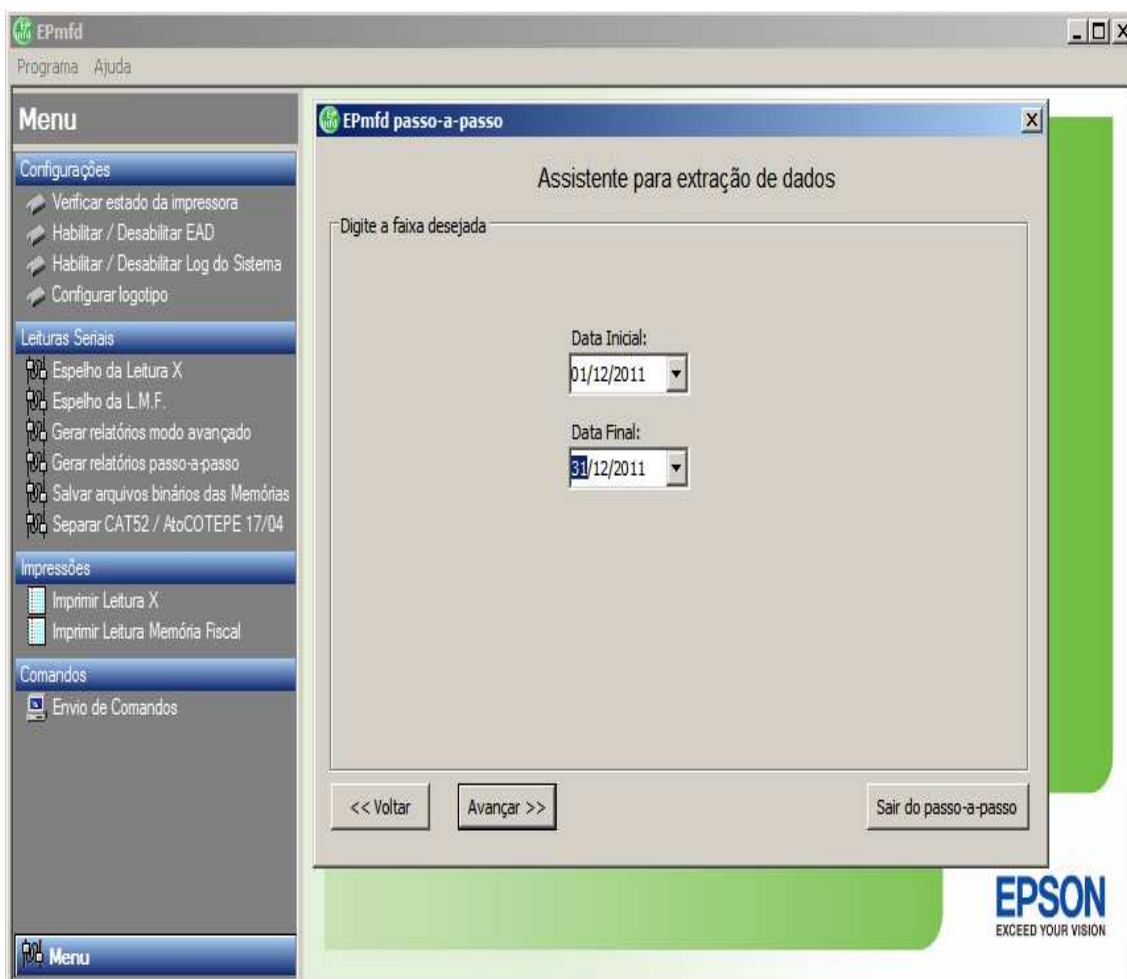 EPmfd
Programa Ajuda
Menu
Configurações
Verificar estado da impressora
Habilitar / Desabilitar EAD
Habilitar / Desabilitar Log do Sistema
Configurar logotipo
Leituras Seriais
Espelho da Leitura X
Espelho da L.M.F.
Gerar relatórios modo avançado
Gerar relatórios passo-a-passo
Salvar arquivos binários das Memórias
Separar CAT52 / AtoCOTEPE 17/04
Impressões
Imprimir Leitura X
Imprimir Leitura Memória Fiscal
Comandos
Envio de Comandos
Menu
EPmfd passo-a-passo
Assistente para extração de dados
Digite a faixa desejada
Data Inicial:
01/12/2011
Data Final:
31/12/2011
<< Voltar
Avançar >>
Sair do passo-a-passo
EPSON
EXCEED YOUR VISION